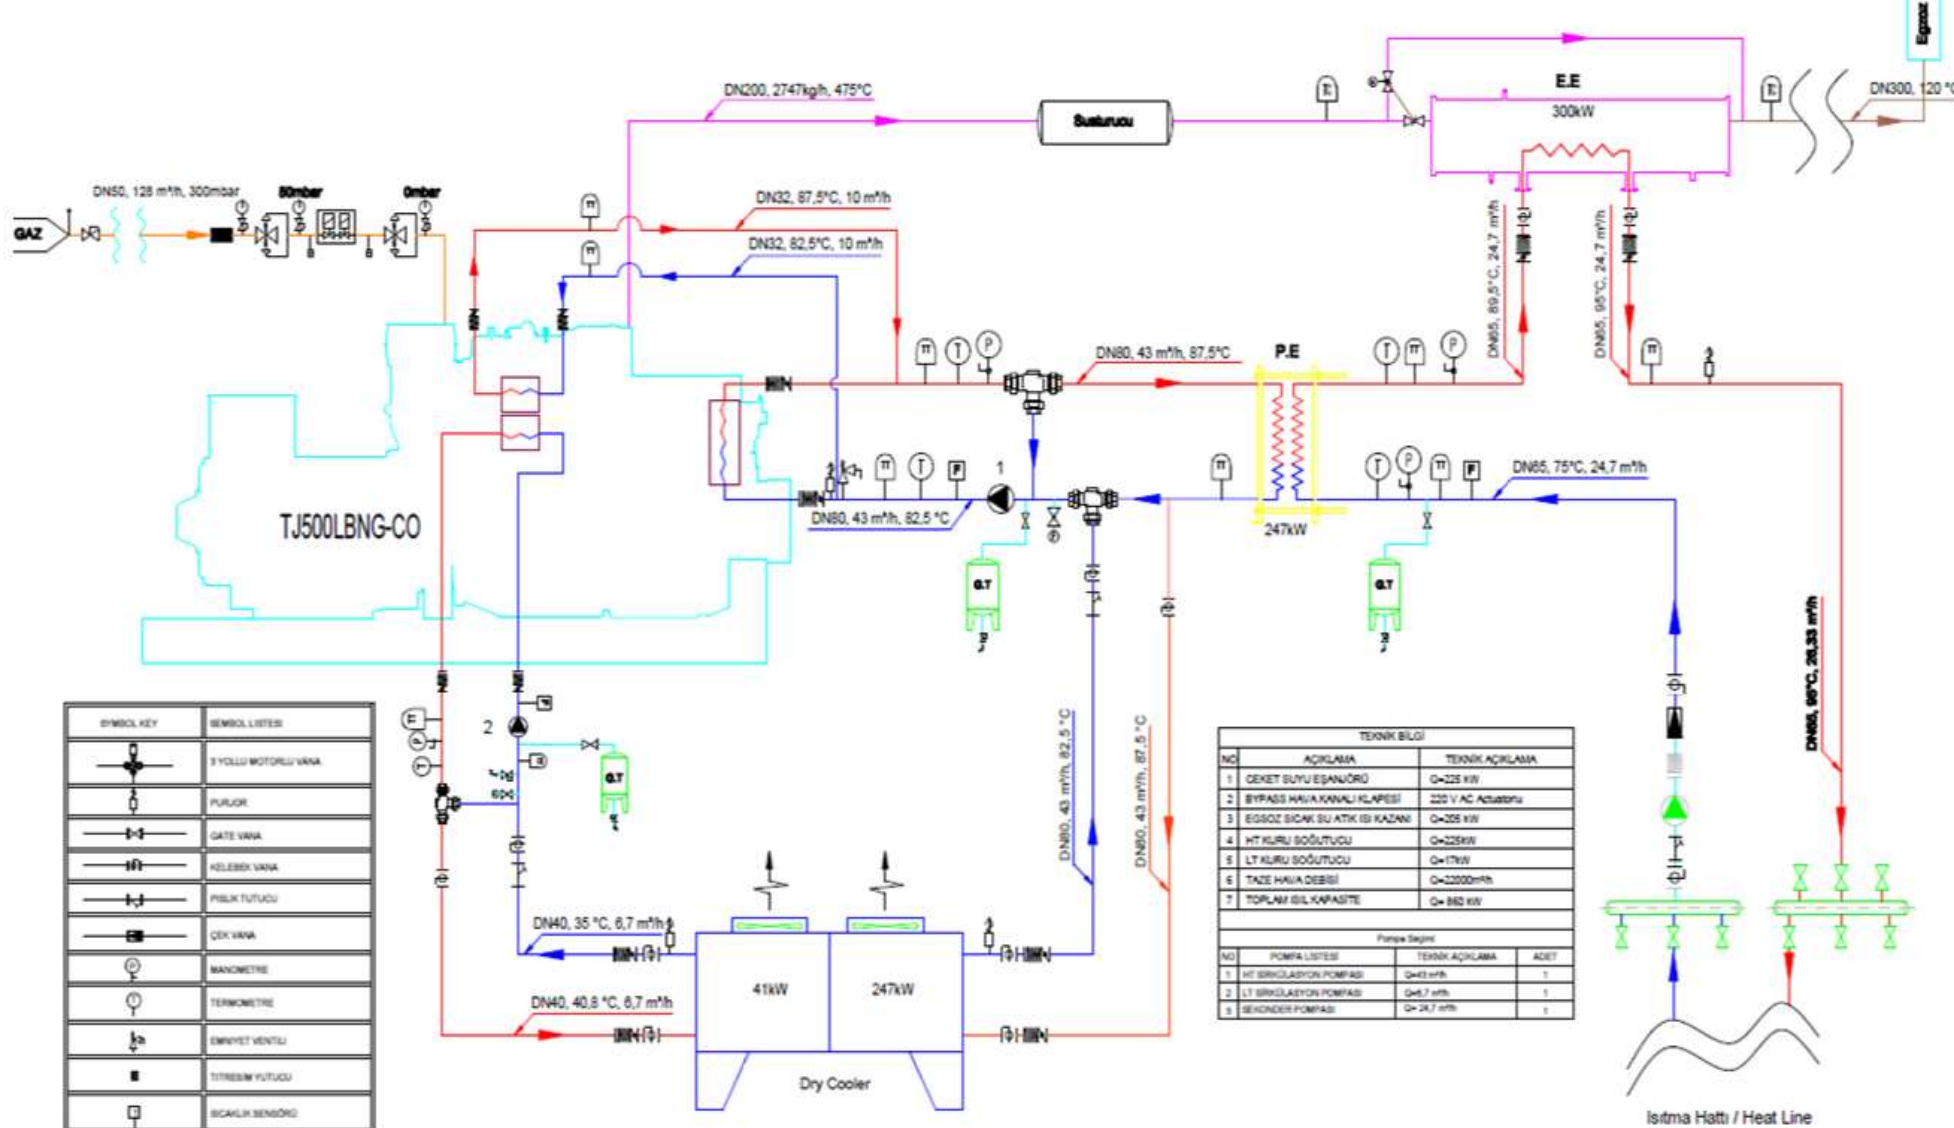 Egzoz
DN200, 2747kg/h, 475°C
E.E
300kW
DN300, 120 °C
Susturucu
DN50, 128 m³/h, 300mbar
50mbar
0mbar
GAZ
DN32, 87,5°C, 10 m³/h
DN32, 82,5°C, 10 m³/h
DN65, 89,5°C, 24,7 m³/h
DN65, 95°C, 24,7 m³/h
DN80, 43 m³/h, 87,5°C
P.E
TJ500LBNG-CO
1
DN80, 43 m³/h, 82,5 °C
DN65, 75°C, 24,7 m³/h
247kW
G.T
G.T
2
G.T
DN80, 43 m³/h, 82,5 °C
DN80, 43 m³/h, 87,5 °C
DN40, 35 °C, 6,7 m³/h
DN40, 40,8 °C, 6,7 m³/h
41kW
247kW
Dry Cooler
Isıtma Hattı / Heat Line
SYMBOL KEY SEMBOL LİSTESİ
3 YOLLU MOTORLU VANA
PURJÖR
GATE VANA
KELEBEK VANA
PİSLİK TUTUCU
ÇEK VANA
MANOMETRE
TERMOMETRE
EMNİYET VENTİLİ
TİTREŞİM YUTUCU
SICAKLIK SENSÖRÜ
TEKNİK BİLGİ
NO AÇIKLAMA TEKNİK AÇIKLAMA
1 CEKET SUYU EŞANJÖRÜ Q=225 kW
2 BYPASS HAVA KANALI KLAPESİ 220 V AC Actuatorlu
3 EGSOZ SICAK SU ATIK ISI KAZANI Q=205 kW
4 HT KURU SOĞUTUCU Q=225kW
5 LT KURU SOĞUTUCU Q=17kW
6 TAZE HAVA DEBİSİ Q=22000m³/h
7 TOPLAM ISIL KAPASİTE
Pompa Seçimi
NO POMPA LİSTESİ TEKNİK AÇIKLAMA ADET
1 HT SİRKÜLASYON POMPASI Q=43 m³/h 1
2 LT SİRKÜLASYON POMPASI Q=6,7 m³/h 1
3 SEKONDER POMPASI Q= 24,7 m³/h 1